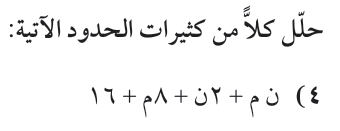 حلّل كلاًّ من كثيرات الحدود الآتية:
٤) ن م + ٢ن + ٨م + ١٦